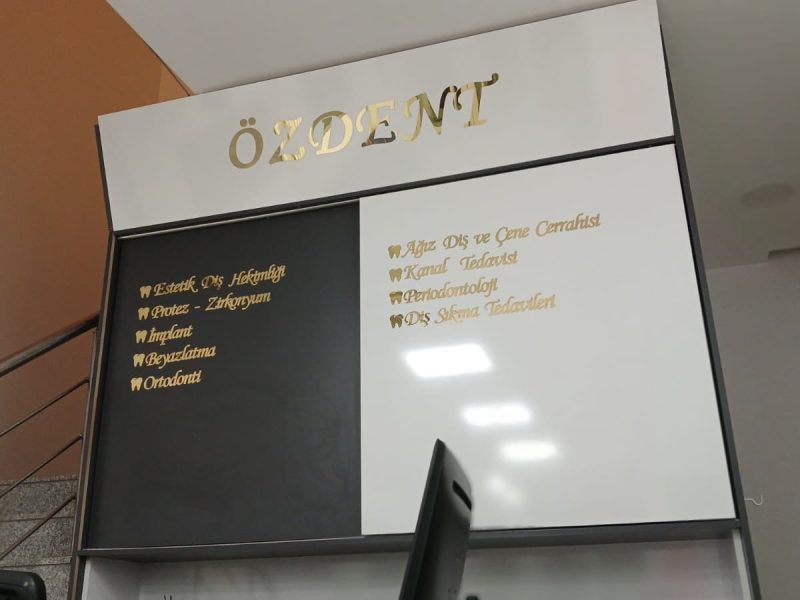 ÖZDENT
Estetik Diş Hekimliği
Protez - Zirkonyum
İmplant
Beyazlatma
Ortodonti
Ağız Diş ve Çene Cerrahisi
Kanal Tedavisi
Periodontoloji
Diş Sıkma Tedavileri